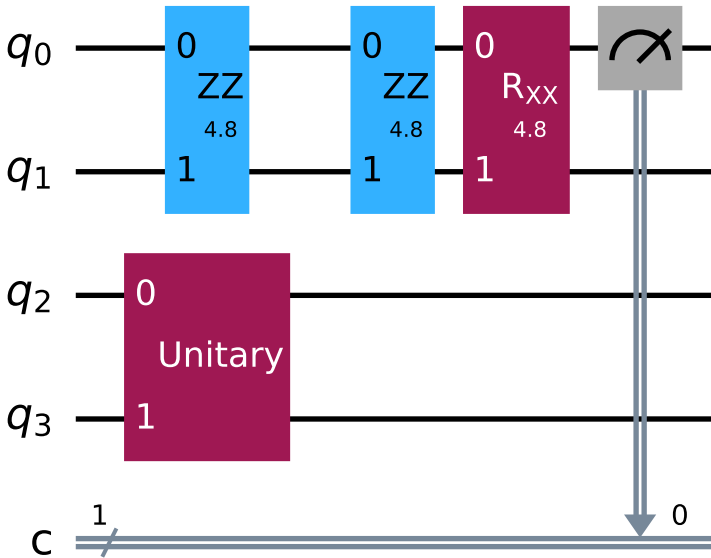 q0 0 0 0
ZZ ZZ RXX
4.8 4.8 4.8
q1 1 1 1
q2 0
Unitary
q3 1
1 0
c